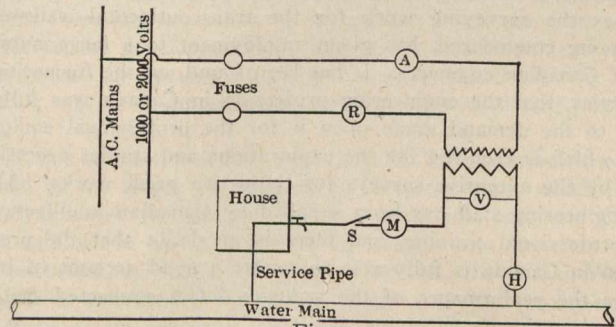 A.C. Mains
1000 or 2000 Volts
A
Fuses
R
House
V
S
M
Service Pipe
H
Water Main